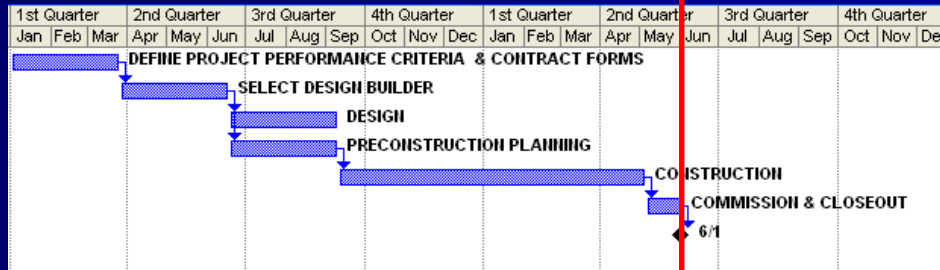 1st Quarter 2nd Quarter 3rd Quarter 4th Quarter 1st Quarter 2nd Quarter 3rd Quarter 4th Quarter
Jan Feb Mar Apr May Jun Jul Aug Sep Oct Nov Dec Jan Feb Mar Apr May Jun Jul Aug Sep Oct Nov De
DEFINE PROJECT PERFORMANCE CRITERIA & CONTRACT FORMS
SELECT DESIGN BUILDER
DESIGN
PRECONSTRUCTION PLANNING
CONSTRUCTION
COMMISSION & CLOSEOUT
6/1